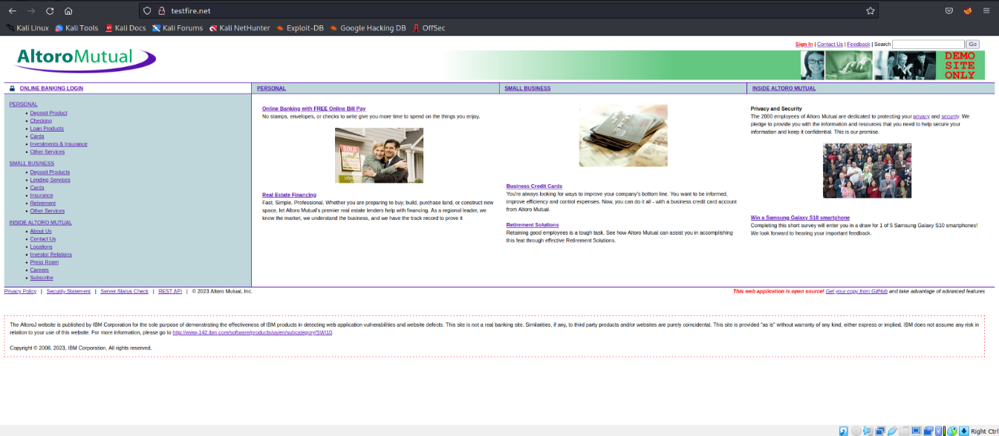 testfire.net
Kali Linux Kali Tools Kali Docs Kali Forums Kali NetHunter Exploit-DB Google Hacking DB OffSec
Sign In | Contact Us | Feedback | Search Go
AltoroMutual
DEMO
SITE
ONLY
ONLINE BANKING LOGIN
PERSONAL
SMALL BUSINESS
INSIDE ALTORO MUTUAL
PERSONAL
Deposit Product
Checking
Loan Products
Cards
Investments & Insurance
Other Services
SMALL BUSINESS
Deposit Products
Lending Services
Cards
Insurance
Retirement
Other Services
INSIDE ALTORO MUTUAL
About Us
Contact Us
Locations
Investor Relations
Press Room
Careers
Subscribe
Online Banking with FREE Online Bill Pay
No stamps, envelopes, or checks to write give you more time to spend on the things you enjoy.
SOLD
Real Estate Financing
Fast. Simple. Professional. Whether you are preparing to buy, build, purchase land, or construct new
space, let Altoro Mutual's premier real estate lenders help with financing. As a regional leader, we
know the market, we understand the business, and we have the track record to prove it
Business Credit Cards
You're always looking for ways to improve your company's bottom line. You want to be informed,
improve efficiency and control expenses. Now, you can do it all - with a business credit card account
from Altoro Mutual.
Retirement Solutions
Retaining good employees is a tough task. See how Altoro Mutual can assist you in accomplishing
this feat through effective Retirement Solutions.
Privacy and Security
The 2000 employees of Altoro Mutual are dedicated to protecting your privacy and security. We
pledge to provide you with the information and resources that you need to help secure your
information and keep it confidential. This is our promise.
Win a Samsung Galaxy S10 smartphone
Completing this short survey will enter you in a draw for 1 of 5 Samsung Galaxy S10 smartphones!
We look forward to hearing your important feedback.
Privacy Policy | Security Statement | Server Status Check | REST API | © 2023 Altoro Mutual, Inc.
This web application is open source! Get your copy from GitHub and take advantage of advanced features
The AltoroJ website is published by IBM Corporation for the sole purpose of demonstrating the effectiveness of IBM products in detecting web application vulnerabilities and website defects. This site is not a real banking site. Similarities, if any, to third party products and/or websites are purely coincidental. This site is provided "as is" without warranty of any kind, either express or implied. IBM does not assume any risk in
relation to your use of this website. For more information, please go to http://www-142.ibm.com/software/products/us/en/subcategory/SWI10.
Copyright © 2008, 2023, IBM Corporation, All rights reserved.
Right Ctrl